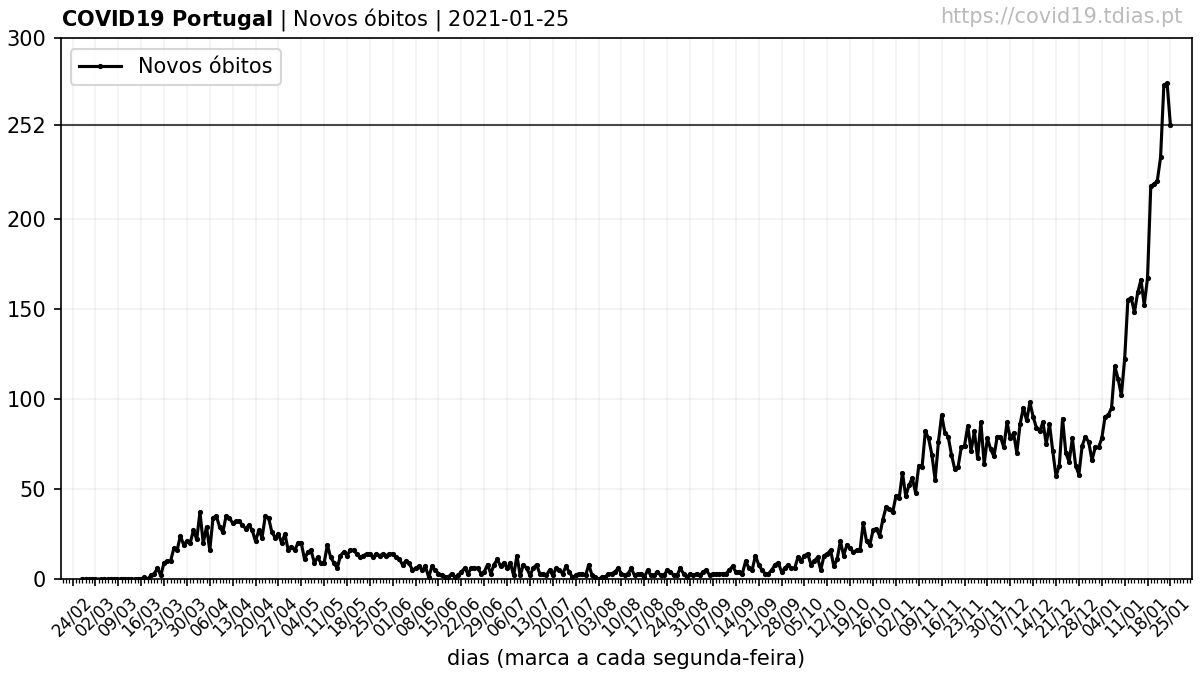 COVID19 Portugal | Novos óbitos | 2021-01-25
https://covid19.tdias.pt
Novos óbitos
300
252
200
150
100
50
0
24/02 02/03 09/03 16/03 23/03 30/03 06/04 13/04 20/04 27/04 04/05 11/05 18/05 25/05 01/06 08/06 15/06 22/06 29/06 06/07 13/07 20/07 27/07 03/08 10/08 17/08 24/08 31/08 07/09 14/09 21/09 28/09 05/10 12/10 19/10 26/10 02/11 09/11 16/11 23/11 30/11 07/12 14/12 21/12 28/12 04/01 11/01 18/01 25/01
dias (marca a cada segunda-feira)